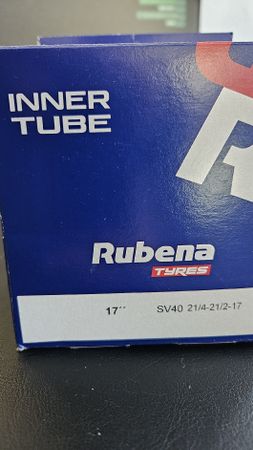 INNER
TUBE
Rubena
TYRES
17'' SV40 21/4-21/2-17